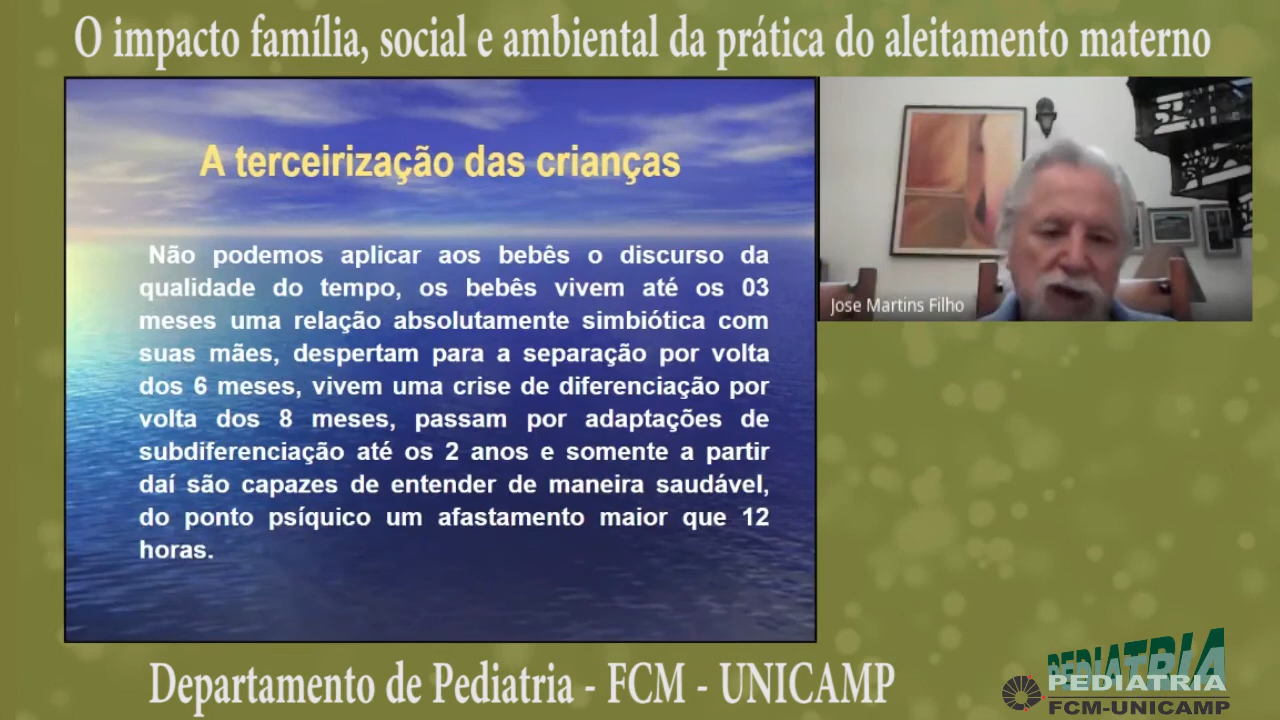 O impacto família, social e ambiental da prática do aleitamento materno
A terceirização das crianças
Não podemos aplicar aos bebês o discurso da
qualidade do tempo, os bebês vivem até os 03
meses uma relação absolutamente simbiótica com
suas mães, despertam para a separação por volta
dos 6 meses, vivem uma crise de diferenciação por
volta dos 8 meses, passam por adaptações de
subdiferenciação até os 2 anos e somente a partir
daí são capazes de entender de maneira saudável,
do ponto psíquico um afastamento maior que 12
horas.
Jose Martins Filho
Departamento de Pediatria - FCM - UNICAMP
PEDIATRIA
PEDIATRIA
FCM-UNICAMP